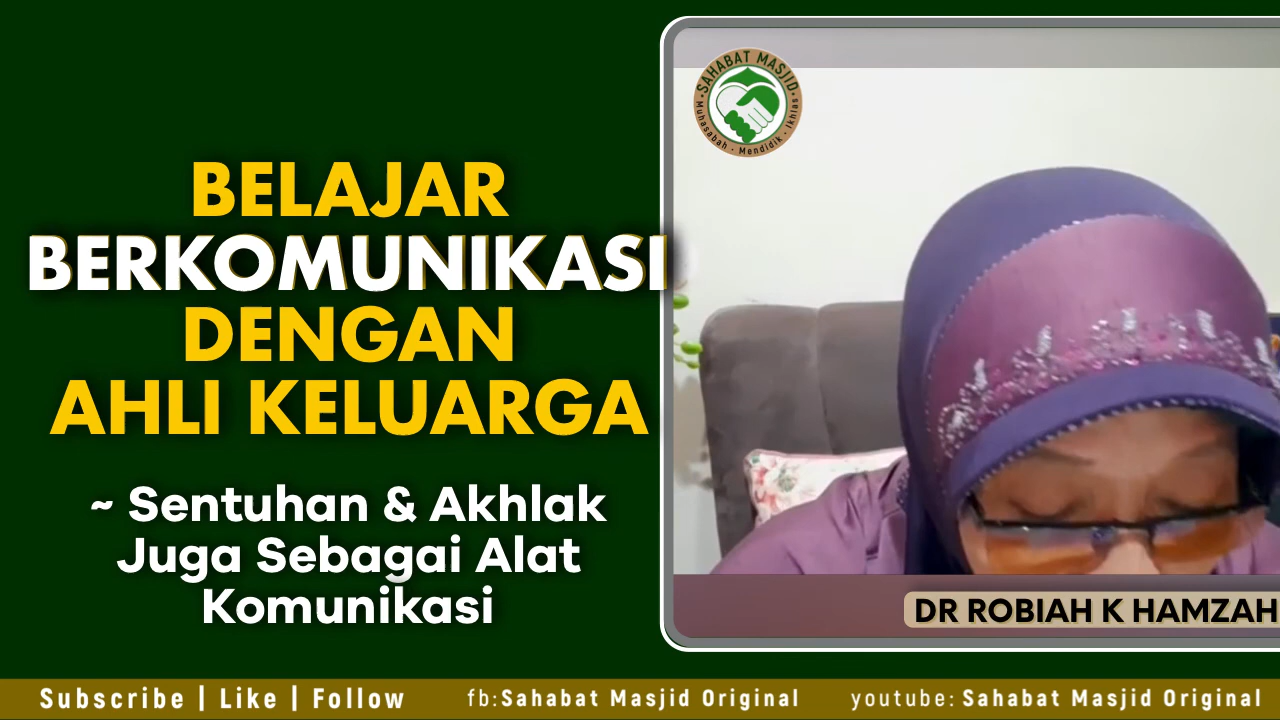 SAHABAT MASJID
Muhasabah · Mendidik · Ikhlas
BELAJAR
BERKOMUNIKASI
DENGAN
AHLI KELUARGA
~ Sentuhan & Akhlak
Juga Sebagai Alat
Komunikasi
DR ROBIAH K HAMZAH
Subscribe | Like | Follow
fb:Sahabat Masjid Original
youtube: Sahabat Masjid Original